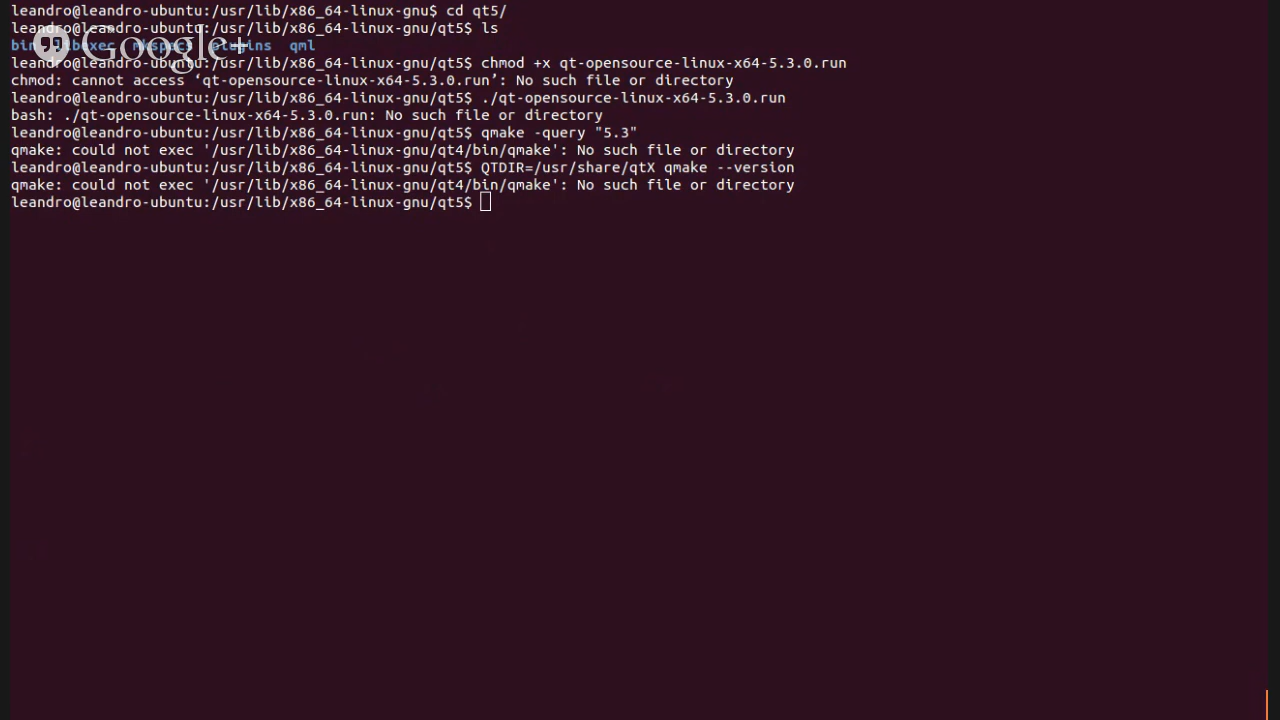 leandro@leandro-ubuntu:/usr/lib/x86_64-linux-gnu$ cd qt5/
leandro@leandro-ubuntu:/usr/lib/x86_64-linux-gnu/qt5$ ls
bin libexec mkspecs plugins qml
Google+
leandro@leandro-ubuntu:/usr/lib/x86_64-linux-gnu/qt5$ chmod +x qt-opensource-linux-x64-5.3.0.run
chmod: cannot access ‘qt-opensource-linux-x64-5.3.0.run’: No such file or directory
leandro@leandro-ubuntu:/usr/lib/x86_64-linux-gnu/qt5$ ./qt-opensource-linux-x64-5.3.0.run
bash: ./qt-opensource-linux-x64-5.3.0.run: No such file or directory
leandro@leandro-ubuntu:/usr/lib/x86_64-linux-gnu/qt5$ qmake -query "5.3"
qmake: could not exec '/usr/lib/x86_64-linux-gnu/qt4/bin/qmake': No such file or directory
leandro@leandro-ubuntu:/usr/lib/x86_64-linux-gnu/qt5$ QTDIR=/usr/share/qtX qmake --version
qmake: could not exec '/usr/lib/x86_64-linux-gnu/qt4/bin/qmake': No such file or directory
leandro@leandro-ubuntu:/usr/lib/x86_64-linux-gnu/qt5$